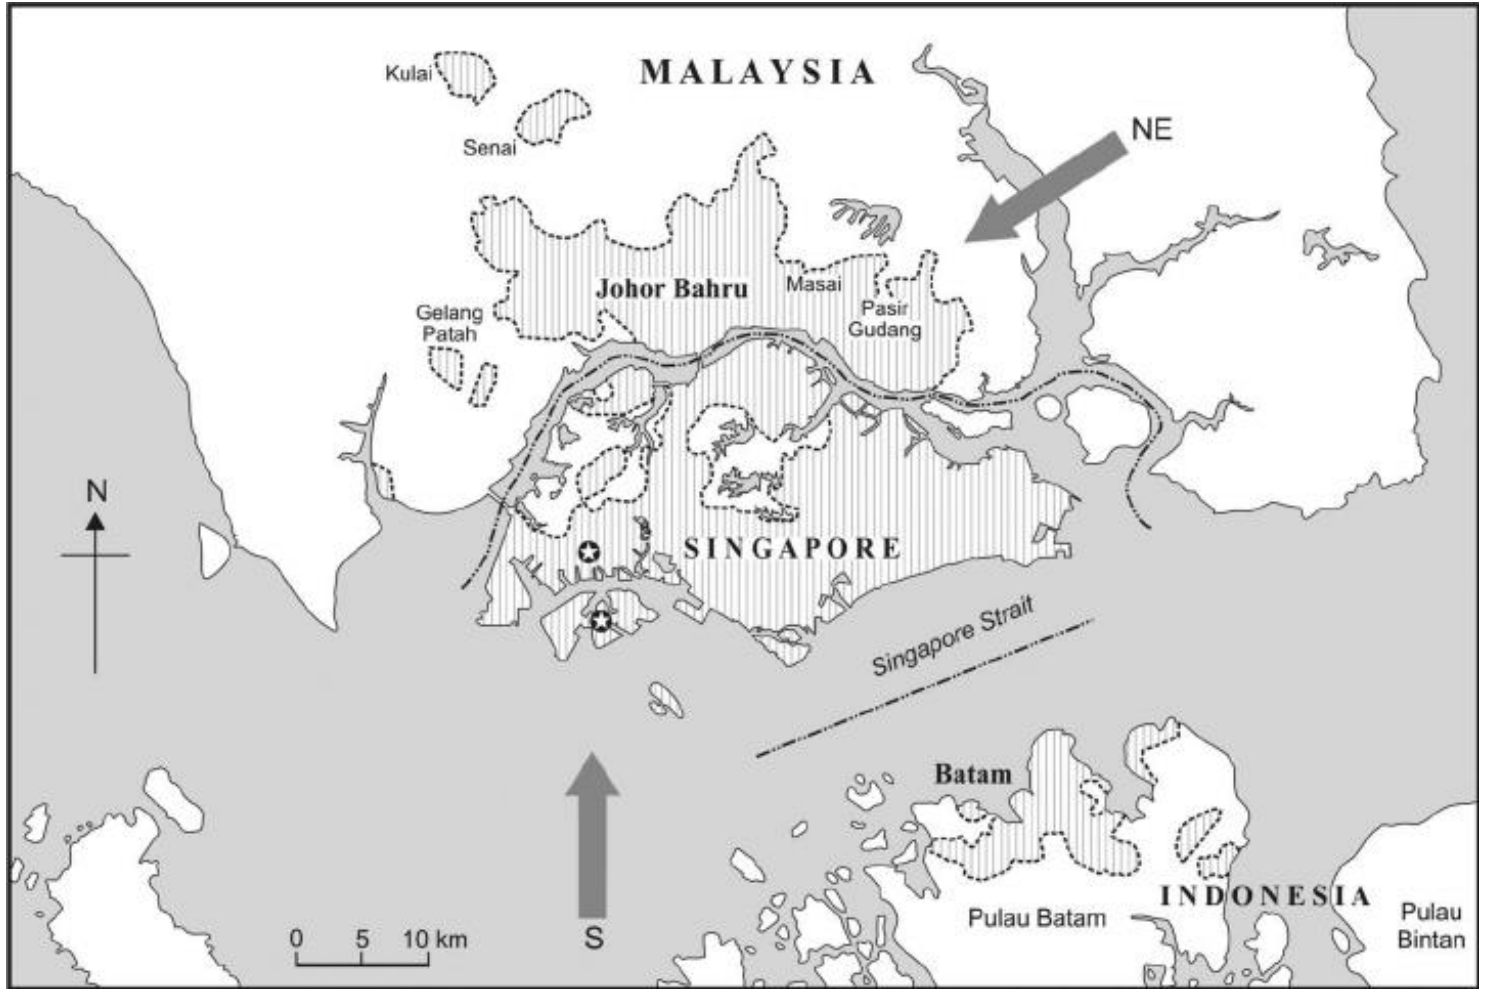 MALAYSIA
Kulai
Senai
NE
Johor Bahru
Masai
Pasir
Gudang
Gelang
Patah
N
SINGAPORE
Singapore Strait
Batam
INDONESIA
Pulau Batam
Pulau
Bintan
S
0 5 10 km